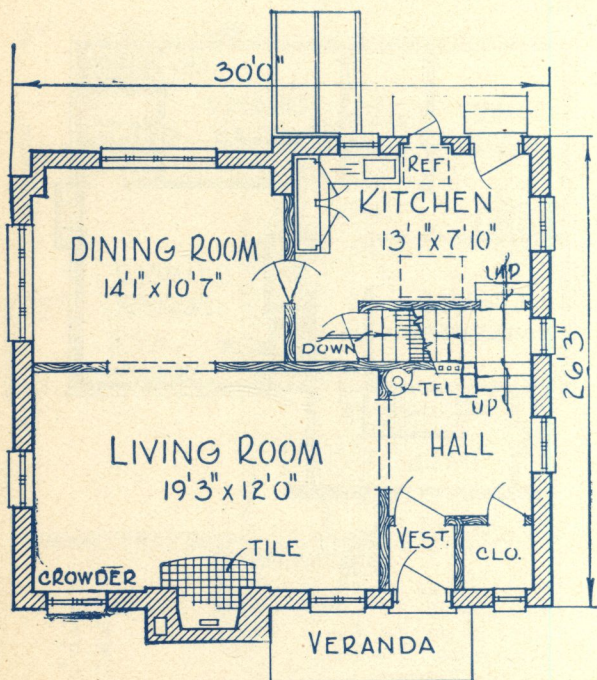 30'0"
REF
KITCHEN
13'1" x 7'10"
DINING ROOM
14'1" x 10'7"
UP
DOWN
26'3"
TEL
UP
LIVING ROOM
19'3" x 12'0"
HALL
TILE
VEST.
CLO.
CROWDER
VERANDA